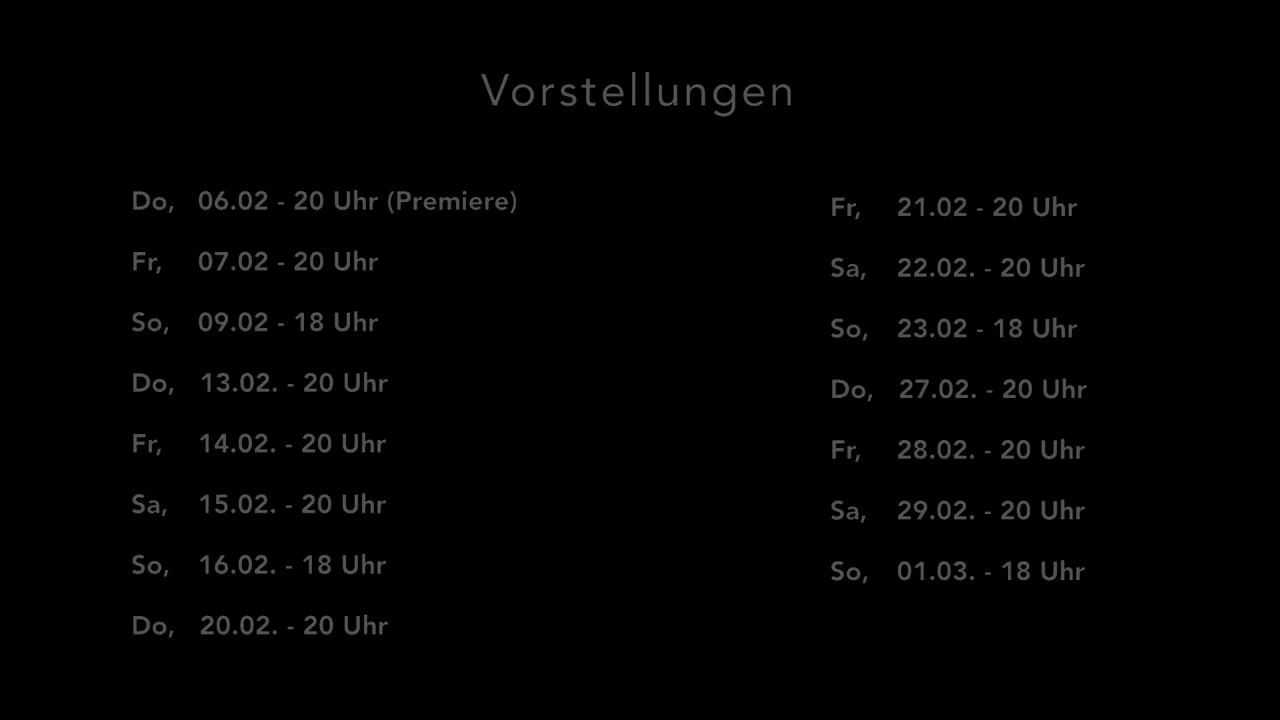 Vorstellungen
Do, 06.02 - 20 Uhr (Premiere)
Fr, 07.02 - 20 Uhr
So, 09.02 - 18 Uhr
Do, 13.02. - 20 Uhr
Fr, 14.02. - 20 Uhr
Sa, 15.02. - 20 Uhr
So, 16.02. - 18 Uhr
Do, 20.02. - 20 Uhr
Fr, 21.02 - 20 Uhr
Sa, 22.02. - 20 Uhr
So, 23.02 - 18 Uhr
Do, 27.02. - 20 Uhr
Fr, 28.02. - 20 Uhr
Sa, 29.02. - 20 Uhr
So, 01.03. - 18 Uhr